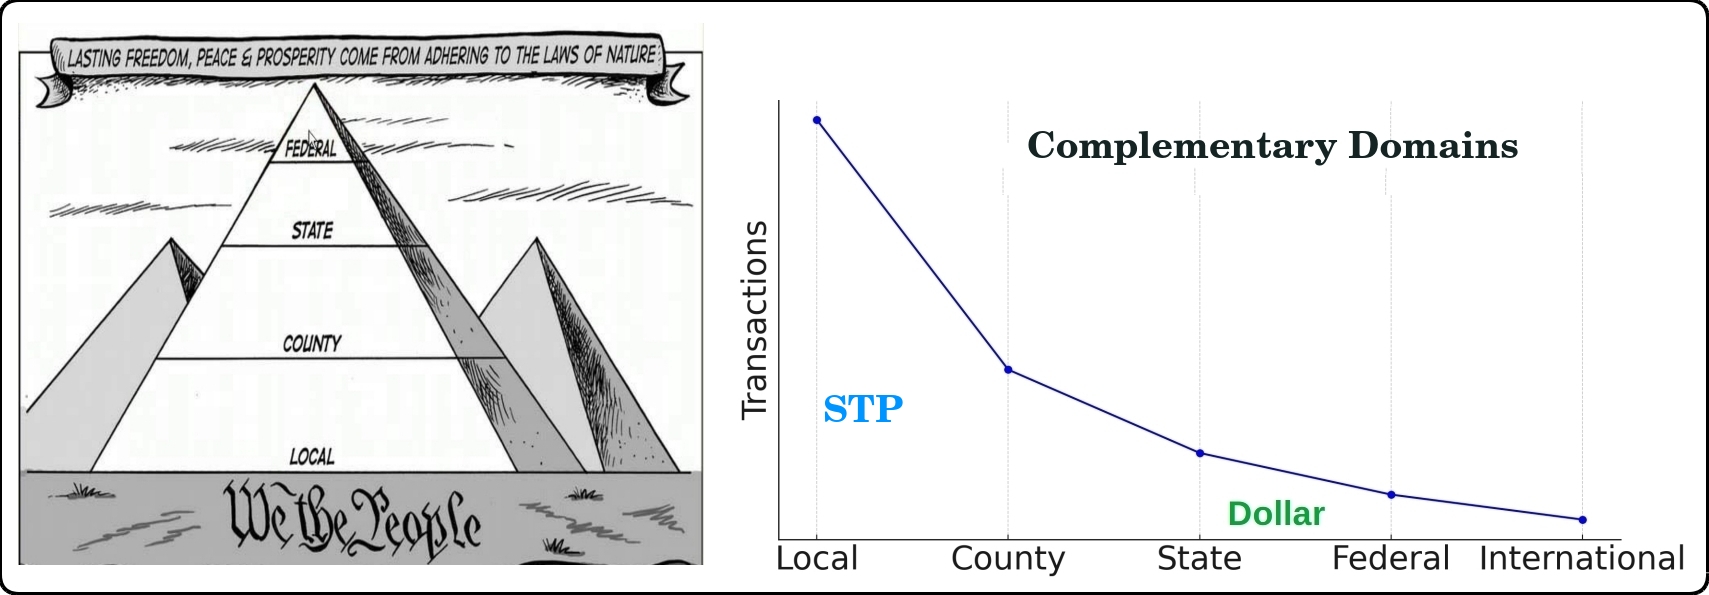 LASTING FREEDOM, PEACE & PROSPERITY COME FROM ADHERING TO THE LAWS OF NATURE
FEDERAL
STATE
COUNTY
LOCAL
We the People
Complementary Domains
Transactions
STP
Dollar
Local County State Federal International